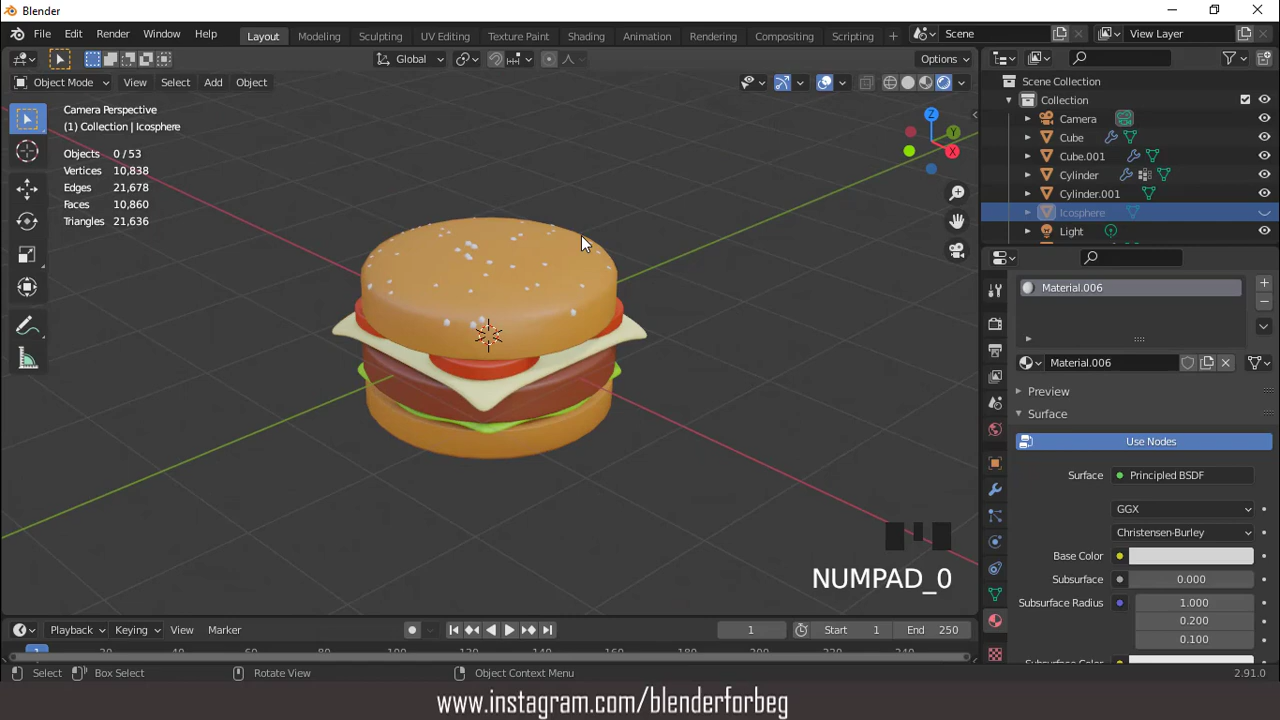 Blender
File Edit Render Window Help Layout Modeling Sculpting UV Editing Texture Paint Shading Animation Rendering Compositing Scripting + Scene View Layer
Global Options
Object Mode View Select Add Object
Camera Perspective
(1) Collection | Icosphere
Objects 0 / 53
Vertices 10,838
Edges 21,678
Faces 10,860
Triangles 21,636
Z
Y
X
Scene Collection
Collection
Camera
Cube
Cube.001
Cylinder
Cylinder.001
Icosphere
Light
Material.006
Material.006
Preview
Surface
Use Nodes
Surface Principled BSDF
GGX
Christensen-Burley
Base Color
Subsurface 0.000
Subsurface Radius 1.000
0.200
0.100
NUMPAD_0
Playback Keying View Marker 1 Start 1 End 250
1
Select Box Select Rotate View Object Context Menu 2.91.0
www.instagram.com/blenderforbeg